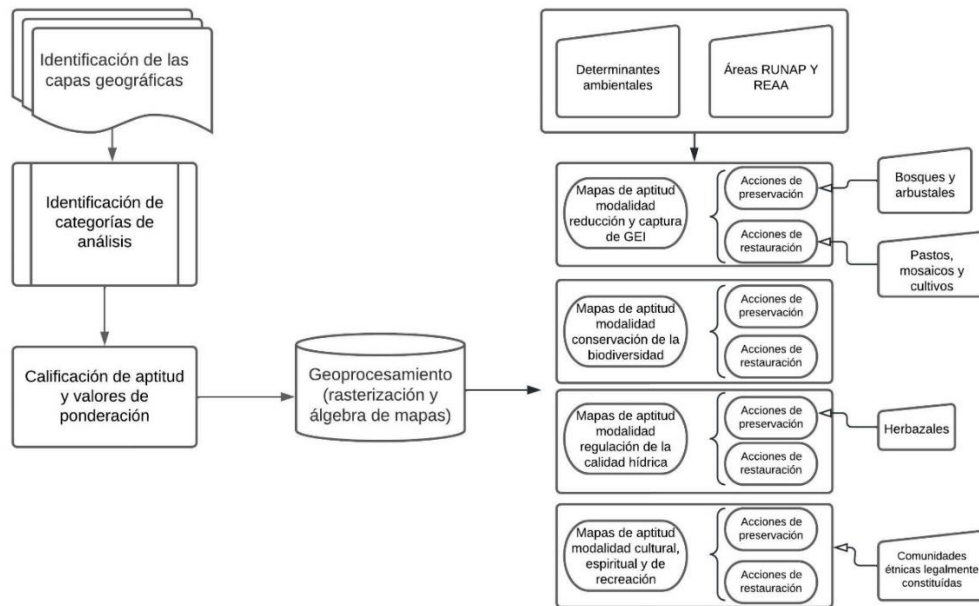 Identificación de las
capas geográficas
Identificación de
categorías de
análisis
Calificación de aptitud
y valores de
ponderación
Geoprocesamiento
(rasterización y
álgebra de mapas)
Determinantes
ambientales
Áreas RUNAP Y
REAA
Mapas de aptitud
modalidad
reducción y captura
de GEI
Acciones de
preservación
Acciones de
restauración
Bosques y
arbustales
Pastos,
mosaicos y
cultivos
Mapas de aptitud
modalidad
conservación de la
biodiversidad
Acciones de
preservación
Acciones de
restauración
Mapas de aptitud
modalidad
regulación de la
calidad hídrica
Acciones de
preservación
Acciones de
restauración
Herbazales
Mapas de aptitud
modalidad cultural,
espiritual y de
recreación
Acciones de
preservación
Acciones de
restauración
Comunidades
étnicas legalmente
constituídas